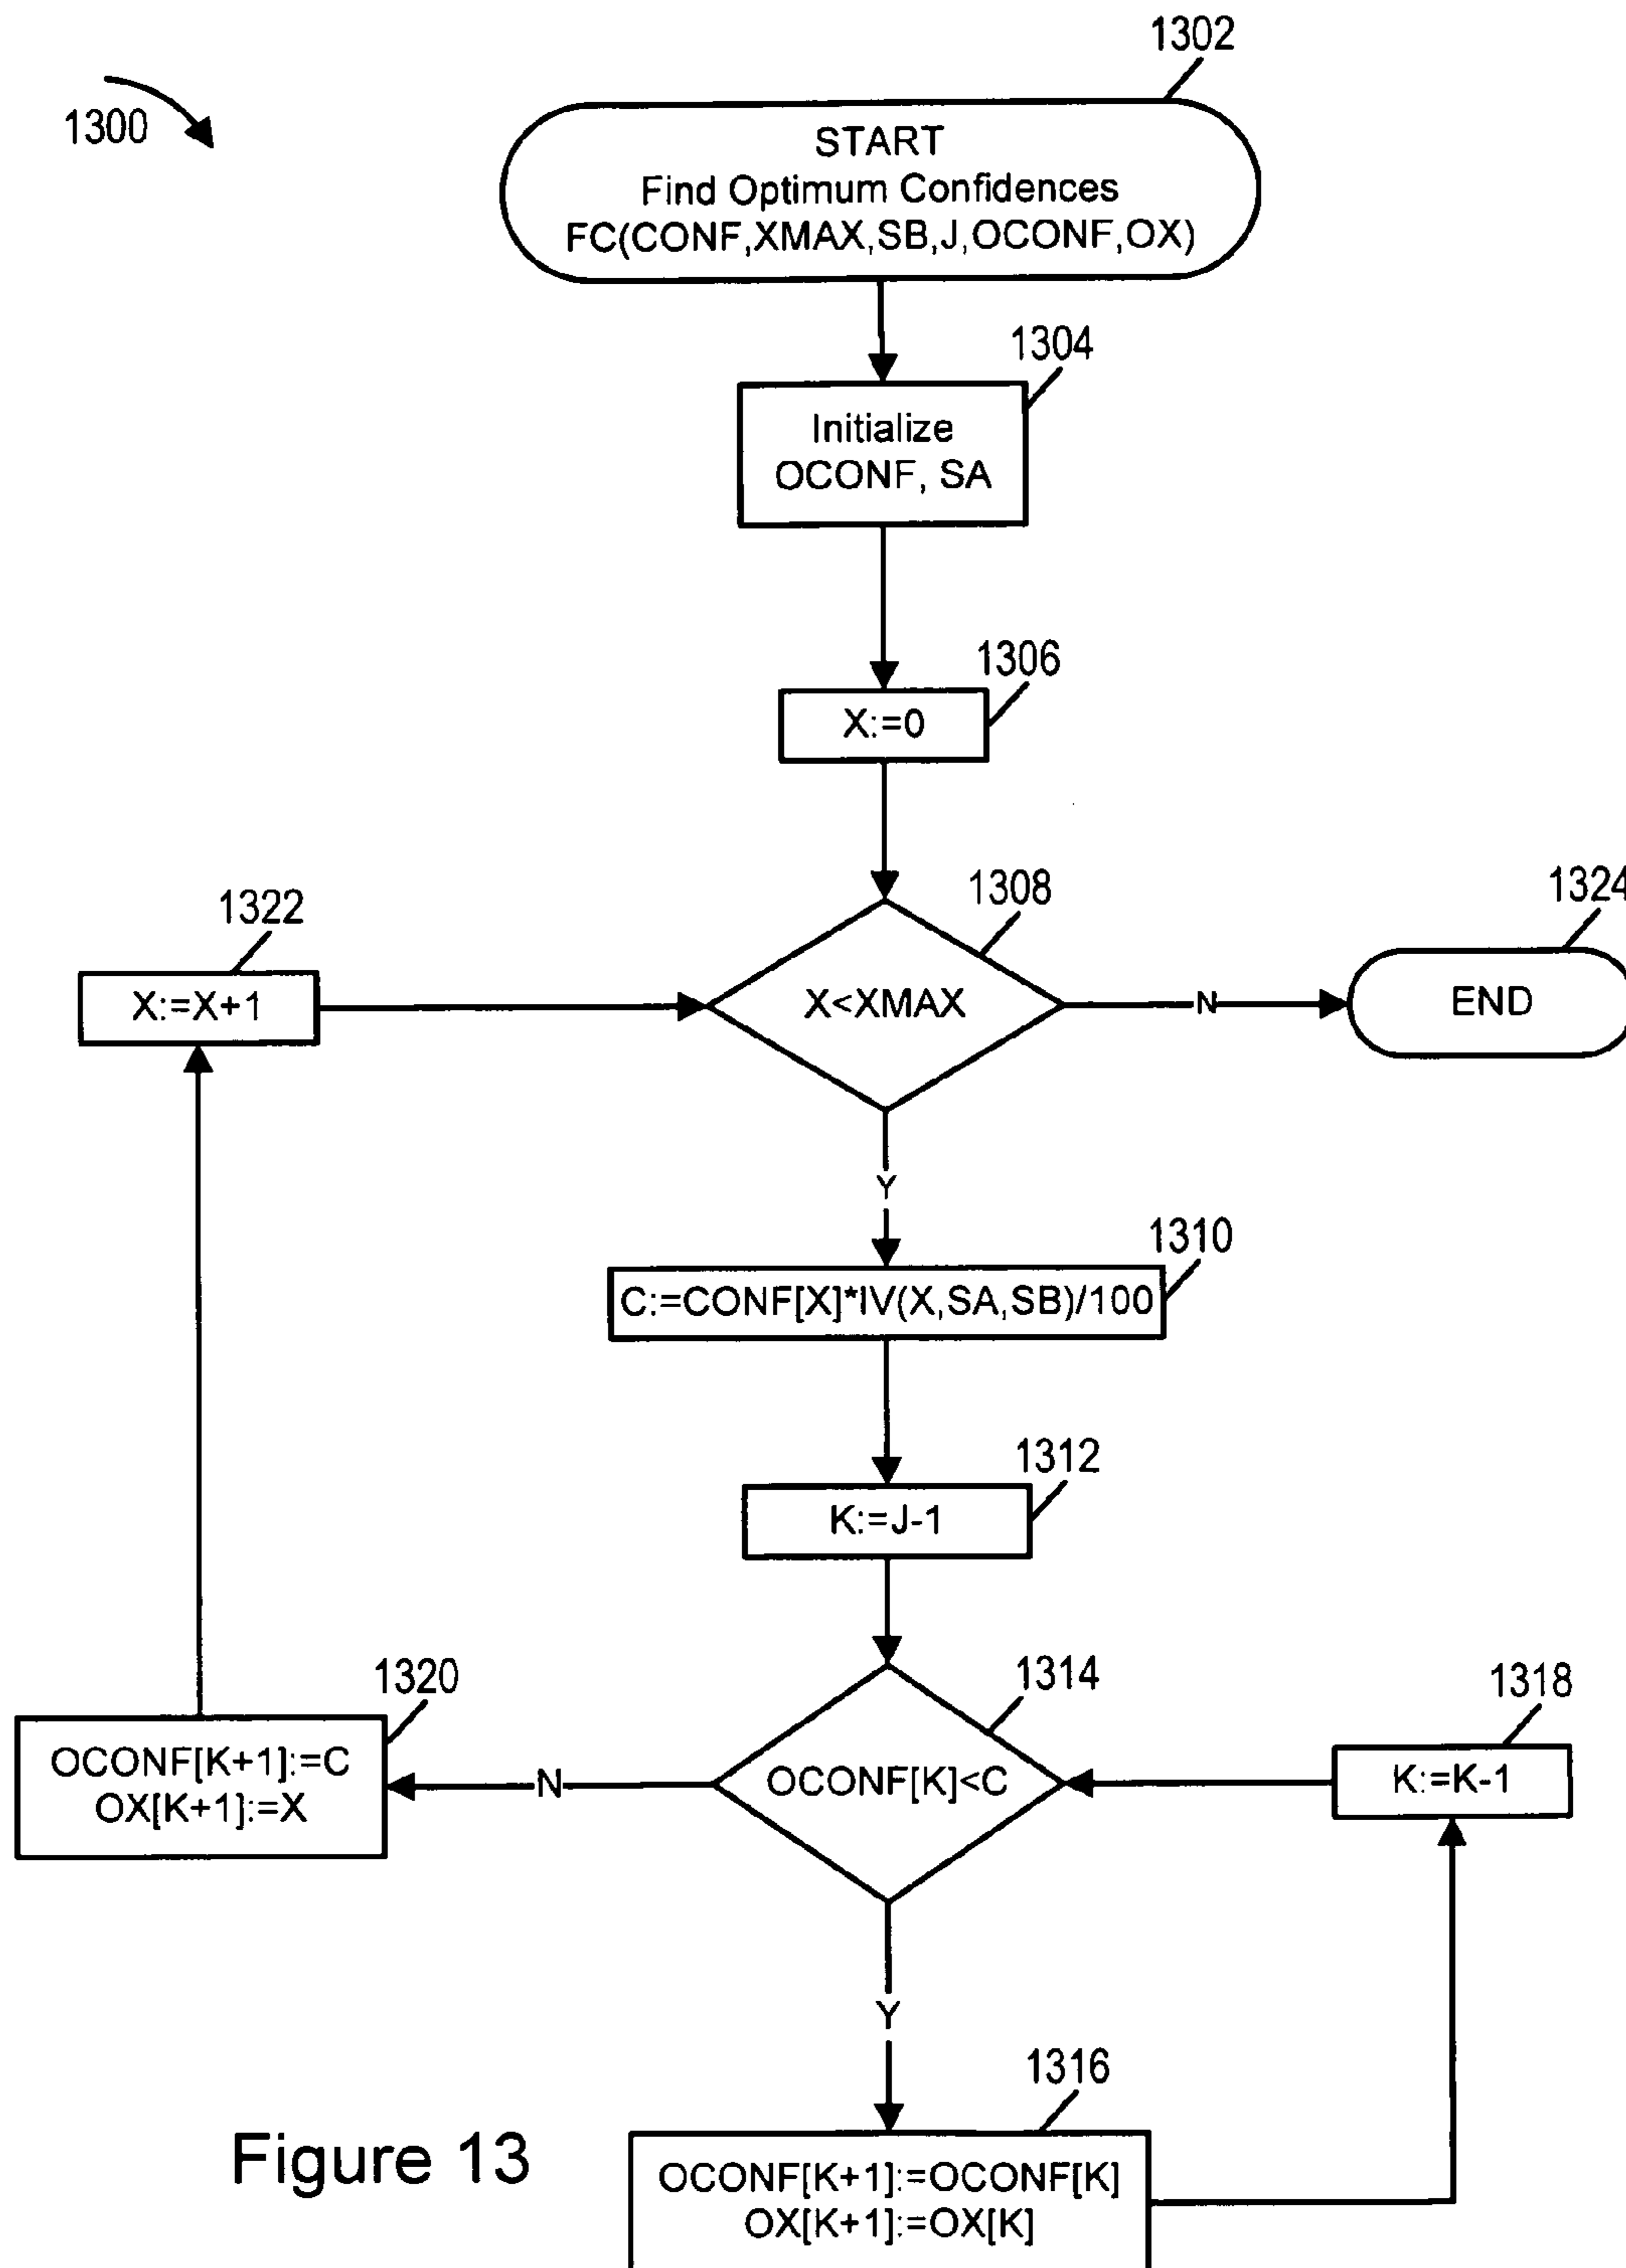 1302
1300
START
Find Optimum Confidences
FC(CONF,XMAX,SB,J,OCONF,OX)
1304
Initialize
OCONF, SA
1306
X:=0
1308
1324
1322
X:=X+1
X<XMAX
N
END
Y
1310
C:=CONF[X]*IV(X,SA,SB)/100
1312
K:=J-1
1314
1320
1318
OCONF[K+1]:=C
OX[K+1]:=X
N
OCONF[K]<C
K:=K-1
Y
1316
Figure 13
OCONF[K+1]:=OCONF[K]
OX[K+1]:=OX[K]